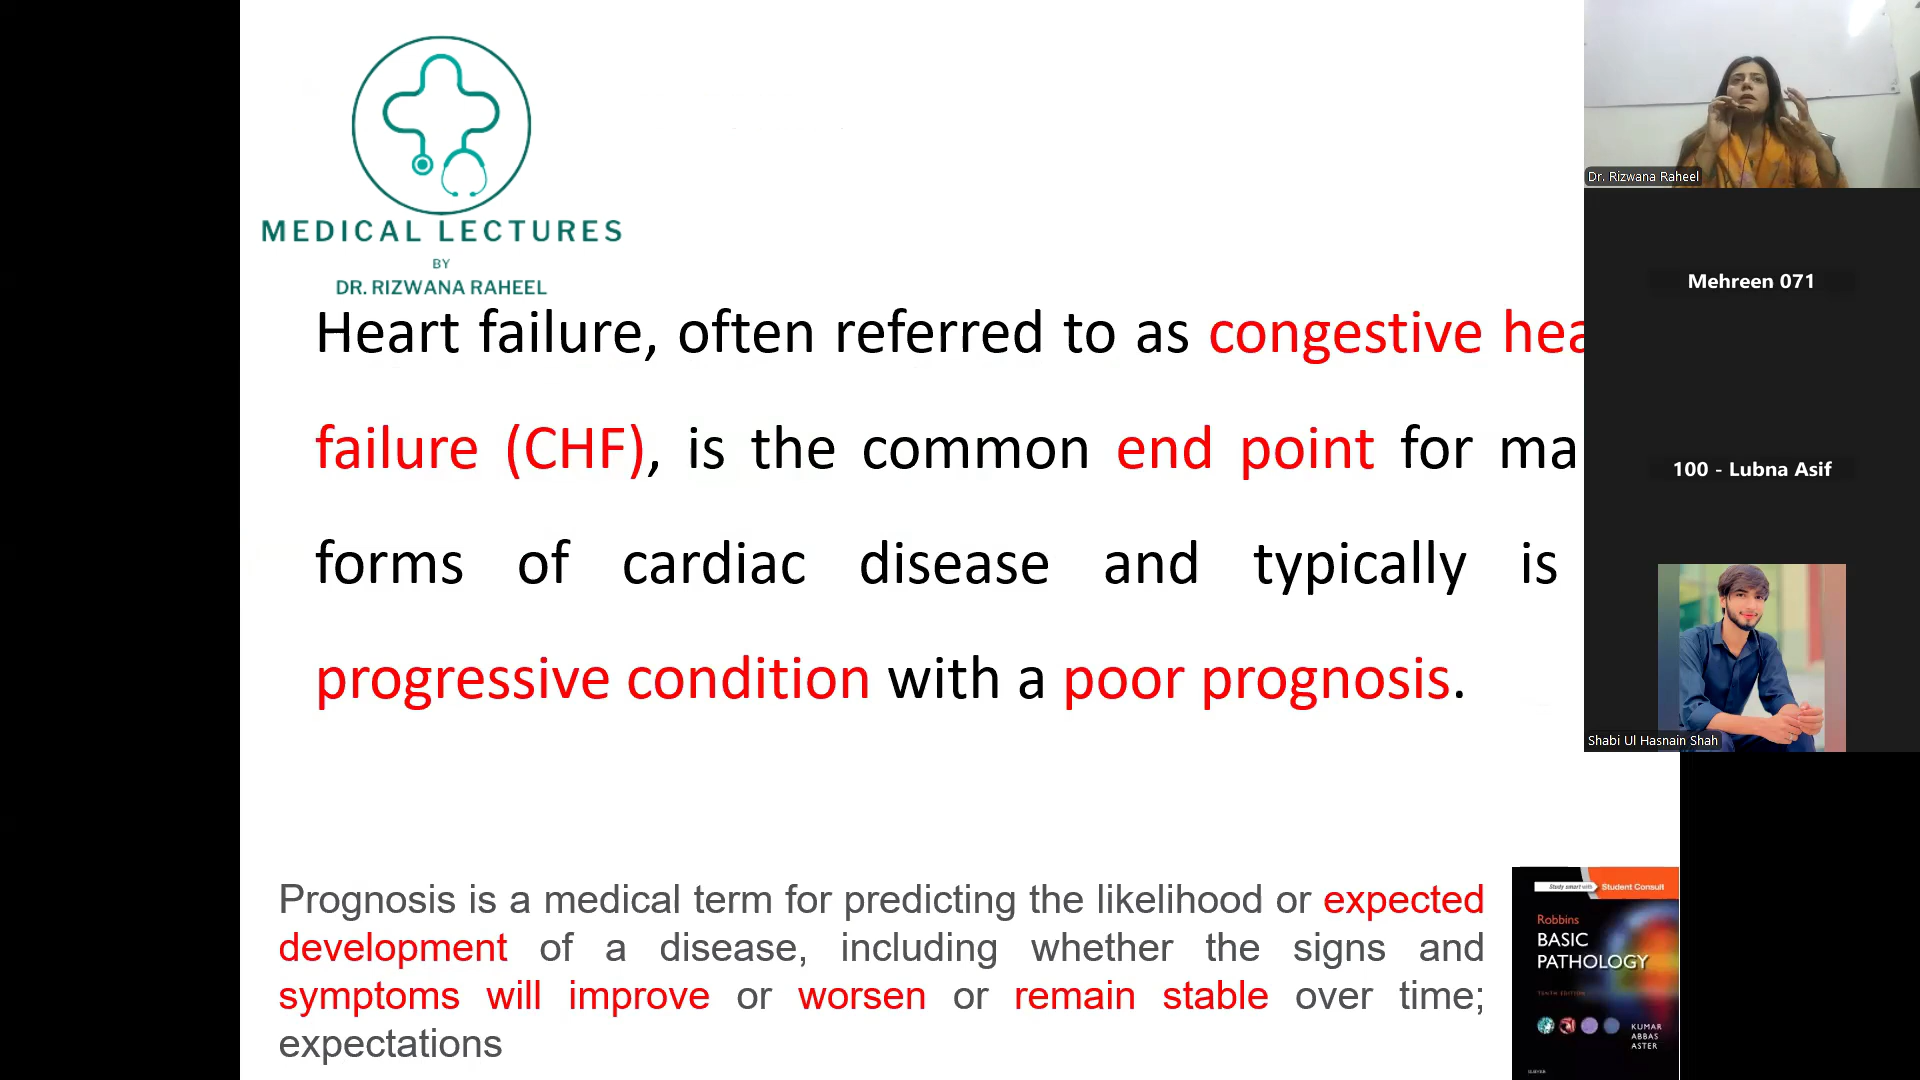 MEDICAL LECTURES
BY
DR. RIZWANA RAHEEL
Heart failure, often referred to as congestive hea
failure (CHF), is the common end point for ma
forms of cardiac disease and typically is
progressive condition with a poor prognosis.
Prognosis is a medical term for predicting the likelihood or expected
development of a disease, including whether the signs and
symptoms will improve or worsen or remain stable over time;
expectations
Dr. Rizwana Raheel
Mehreen 071
100 - Lubna Asif
Shabi Ul Hasnain Shah
Study smart with Student Consult
Robbins
BASIC
PATHOLOGY
TENTH EDITION
KUMAR
ABBAS
ASTER
ELSEVIER